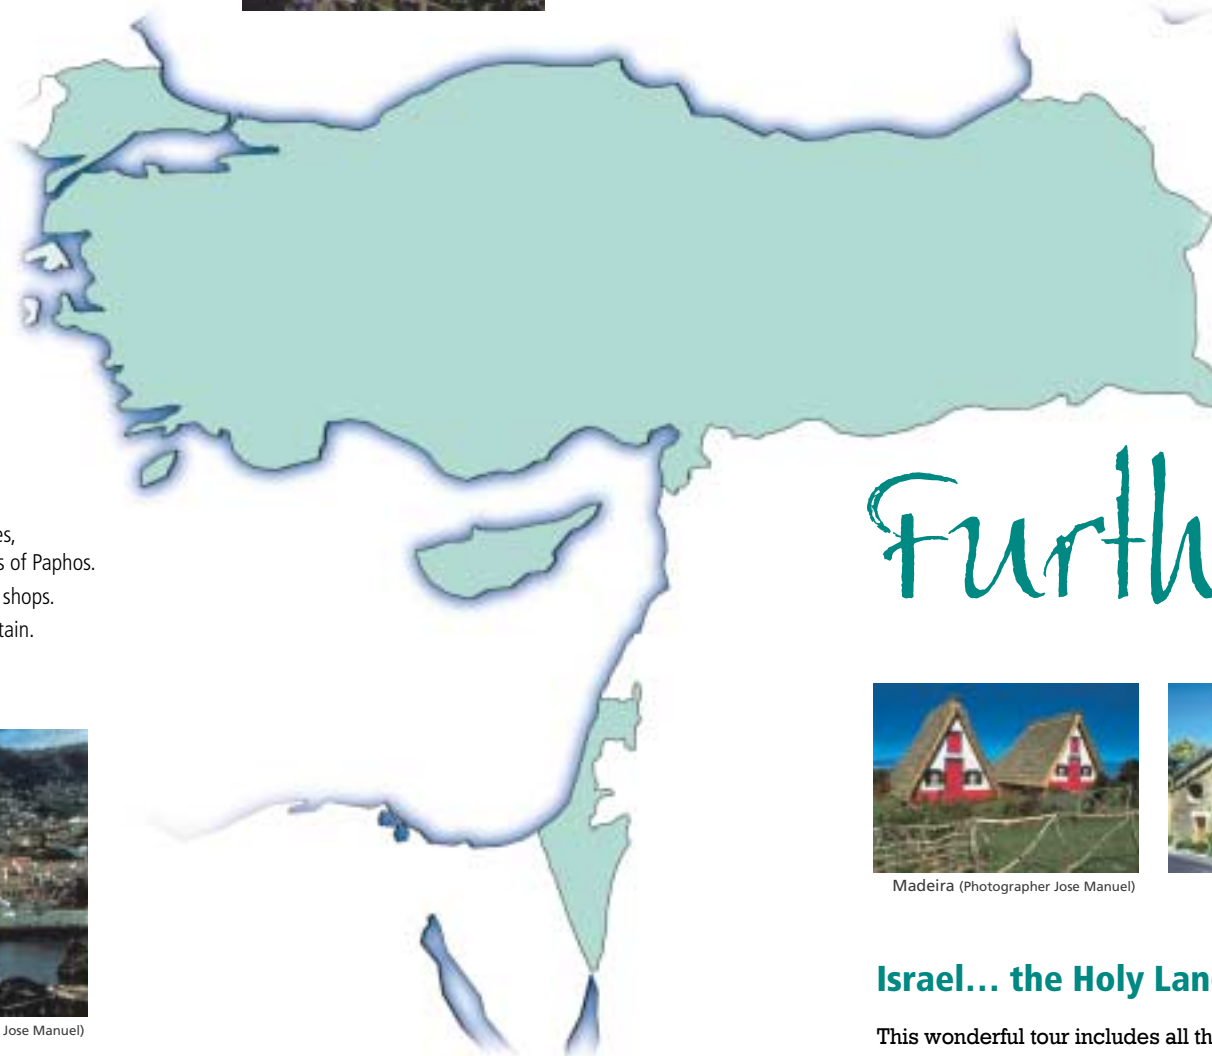 es,
s of Paphos.
shops.
tain.
Jose Manuel)
Furth
Madeira (Photographer Jose Manuel)
Israel… the Holy Lan
This wonderful tour includes all th